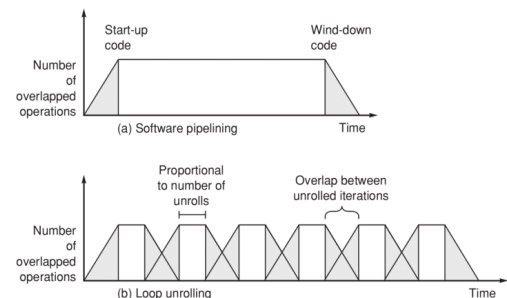 Start-up
code
Wind-down
code
Number
of
overlapped
operations
(a) Software pipelining
Time
Proportional
to number of
unrolls
Overlap between
unrolled iterations
Number
of
overlapped
operations
(b) Loop unrolling
Time